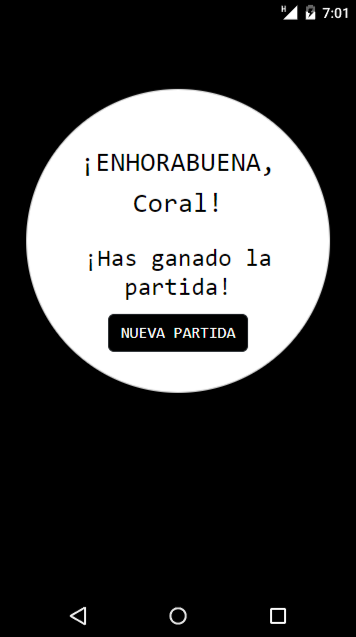 H 7:01
¡ENHORABUENA,
Coral!
¡Has ganado la
partida!
NUEVA PARTIDA